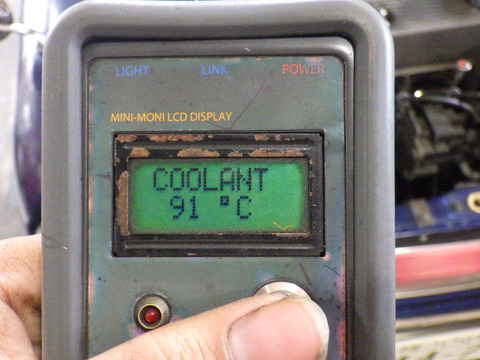 LIGHT LINK POWER
MINI-MONI LCD DISPLAY
COOLANT
91 °C